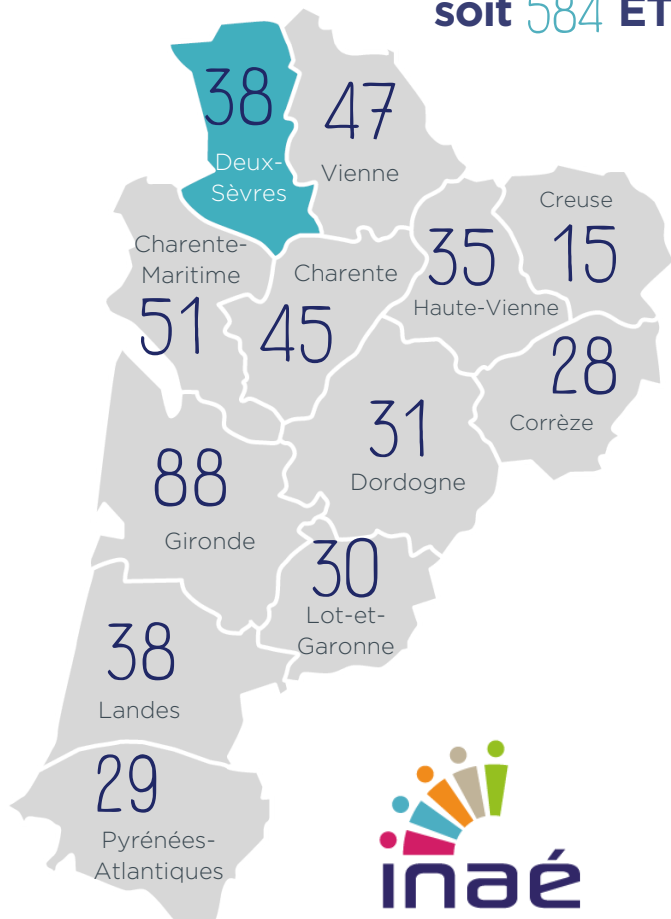 soit 584 ET
38
Deux-
Sèvres
47
Vienne
Creuse
15
Charente-
Maritime
51
Charente
45
35
Haute-Vienne
28
Corrèze
31
Dordogne
88
Gironde
30
Lot-et-
Garonne
38
Landes
29
Pyrénées-
Atlantiques
inaé